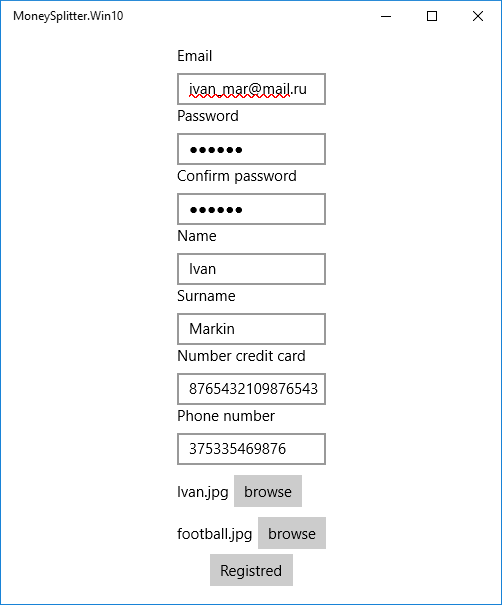 MoneySplitter.Win10
Email
ivan_mar@mail.ru
Password
●●●●●●
Confirm password
●●●●●●
Name
Ivan
Surname
Markin
Number credit card
8765432109876543
Phone number
375335469876
Ivan.jpg browse
football.jpg browse
Registred